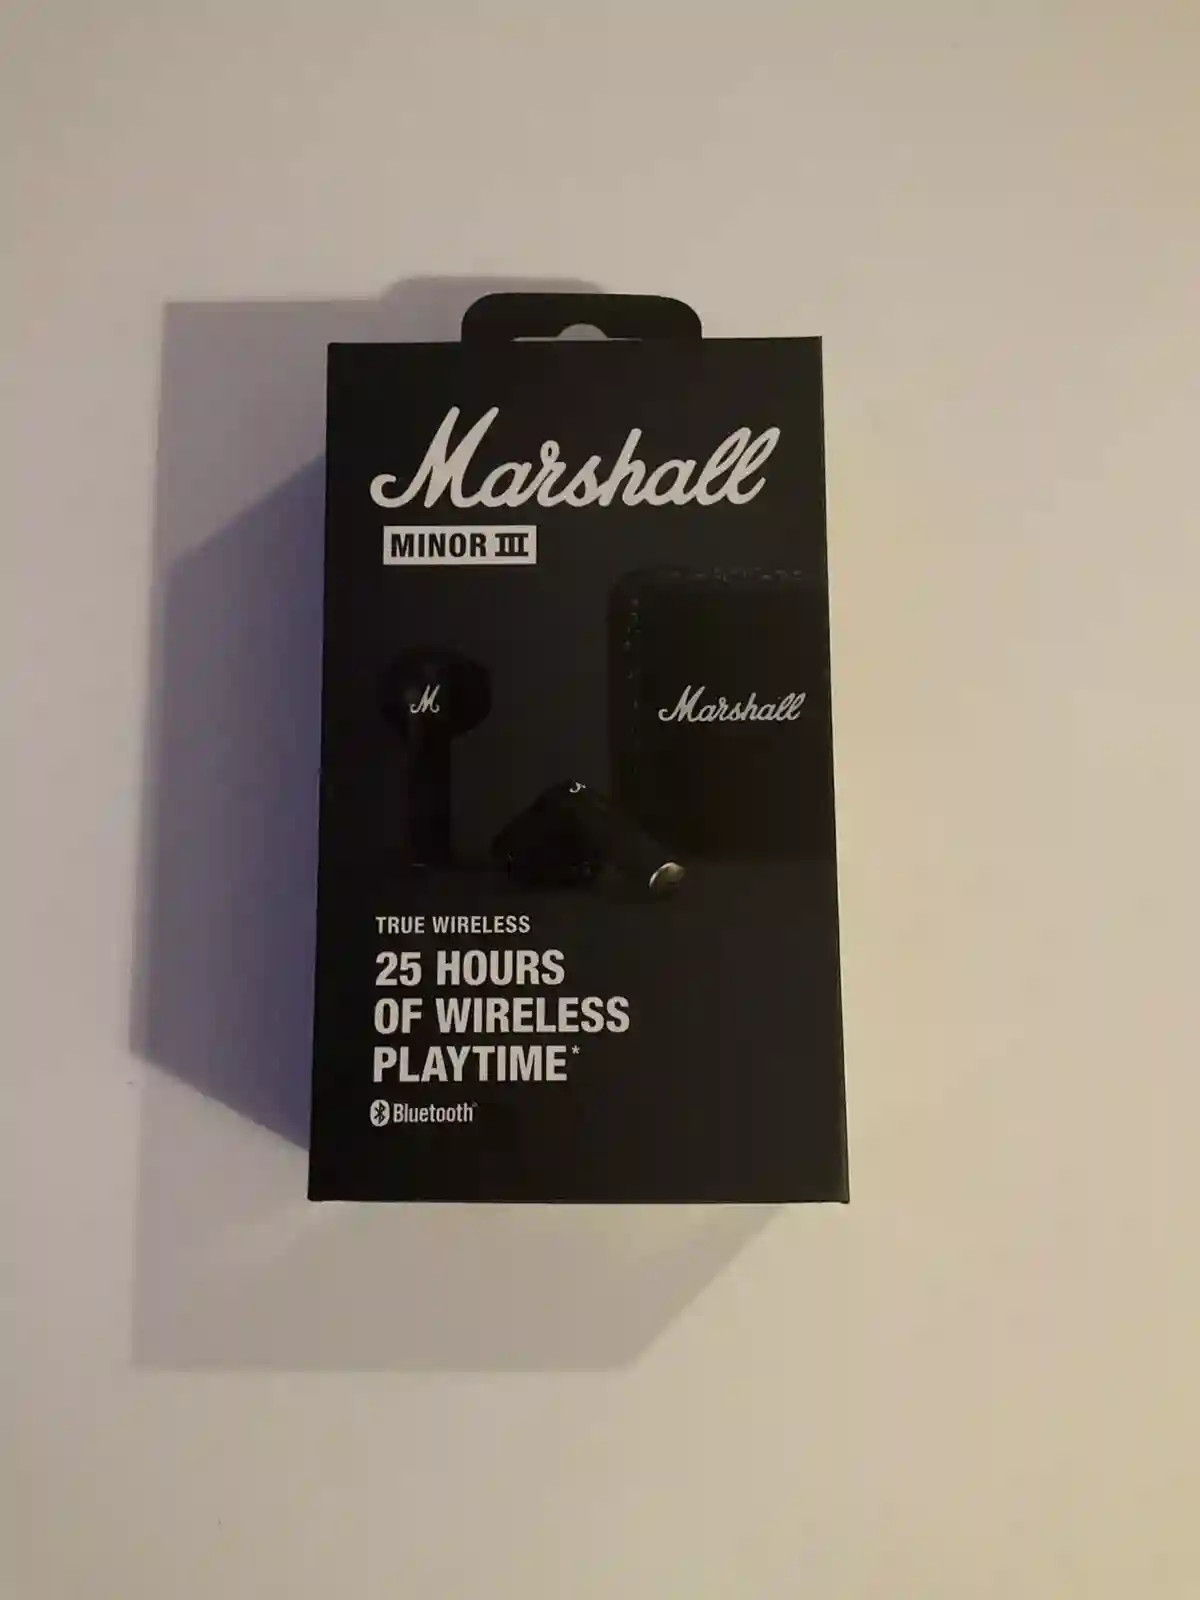 Marshall
MINOR III
M
Marshall
TRUE WIRELESS
25 HOURS
OF WIRELESS
PLAYTIME*
Bluetooth®